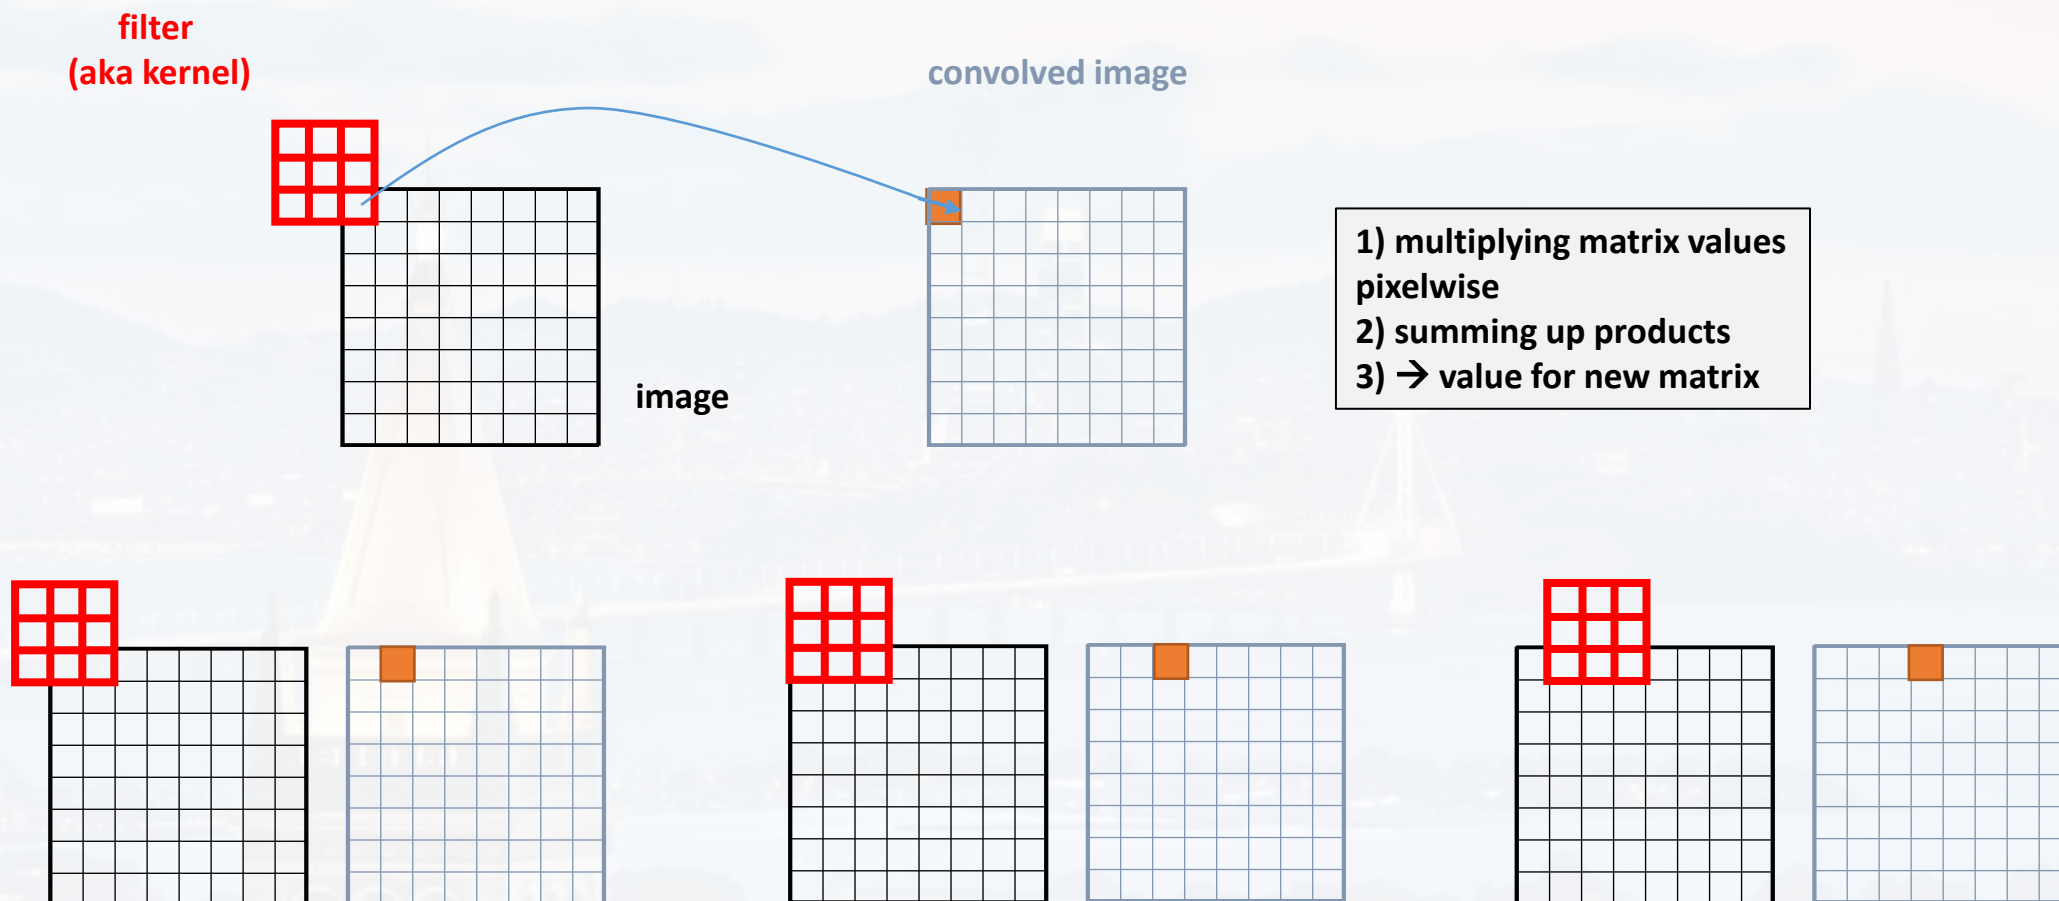 filter
(aka kernel)
convolved image
image
1) multiplying matrix values
pixelwise
2) summing up products
3) → value for new matrix